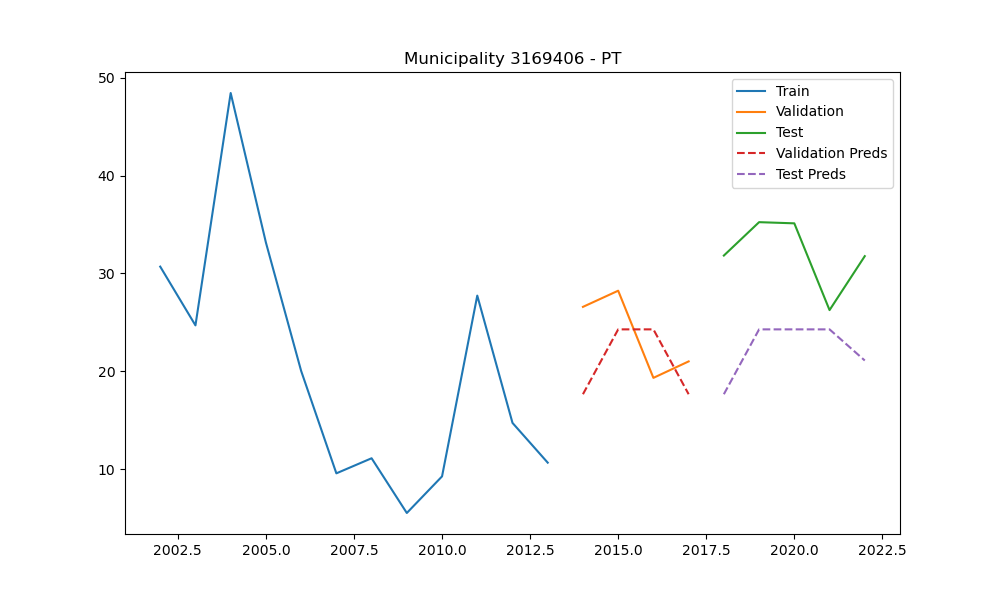 Municipality 3169406 - PT
50
40
30
20
10
2002.5 2005.0 2007.5 2010.0 2012.5 2015.0 2017.5 2020.0 2022.5
Train
Validation
Test
Validation Preds
Test Preds